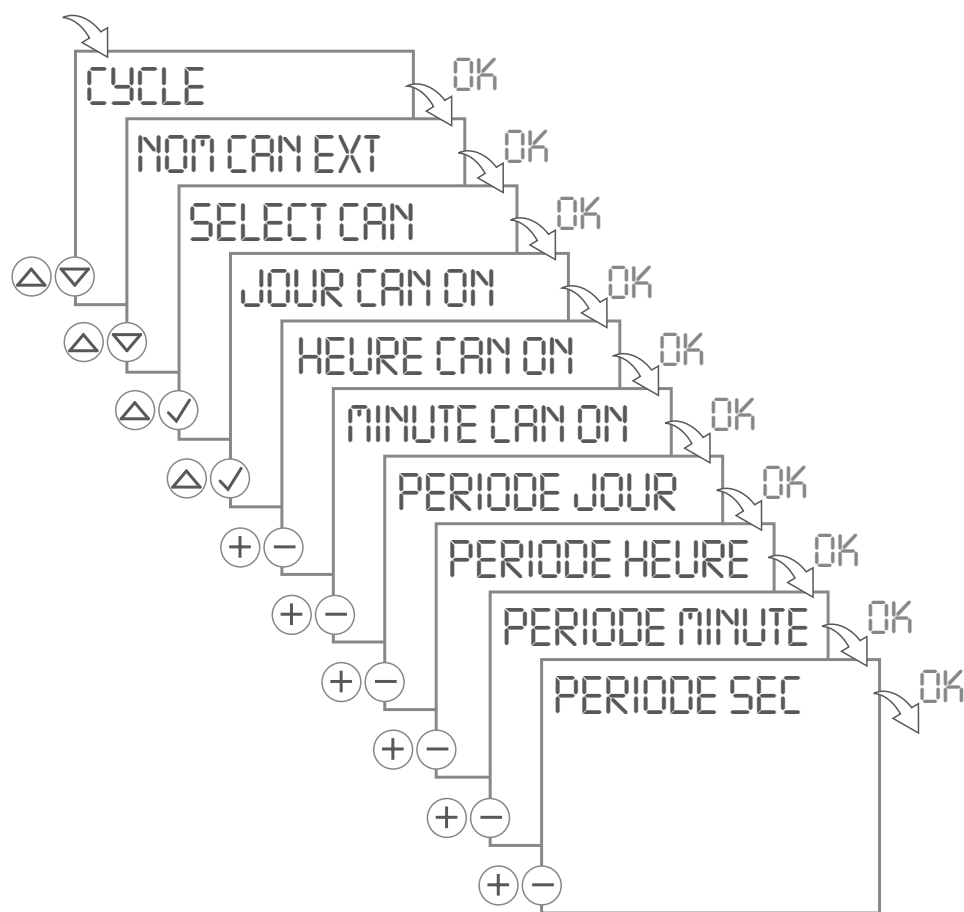 CYCLE
OK
NOM CAN EXT
OK
SELECT CAN
OK
JOUR CAN ON
OK
HEURE CAN ON
OK
MINUTE CAN ON
OK
PERIODE JOUR
OK
PERIODE HEURE
OK
PERIODE MINUTE
OK
PERIODE SEC
OK